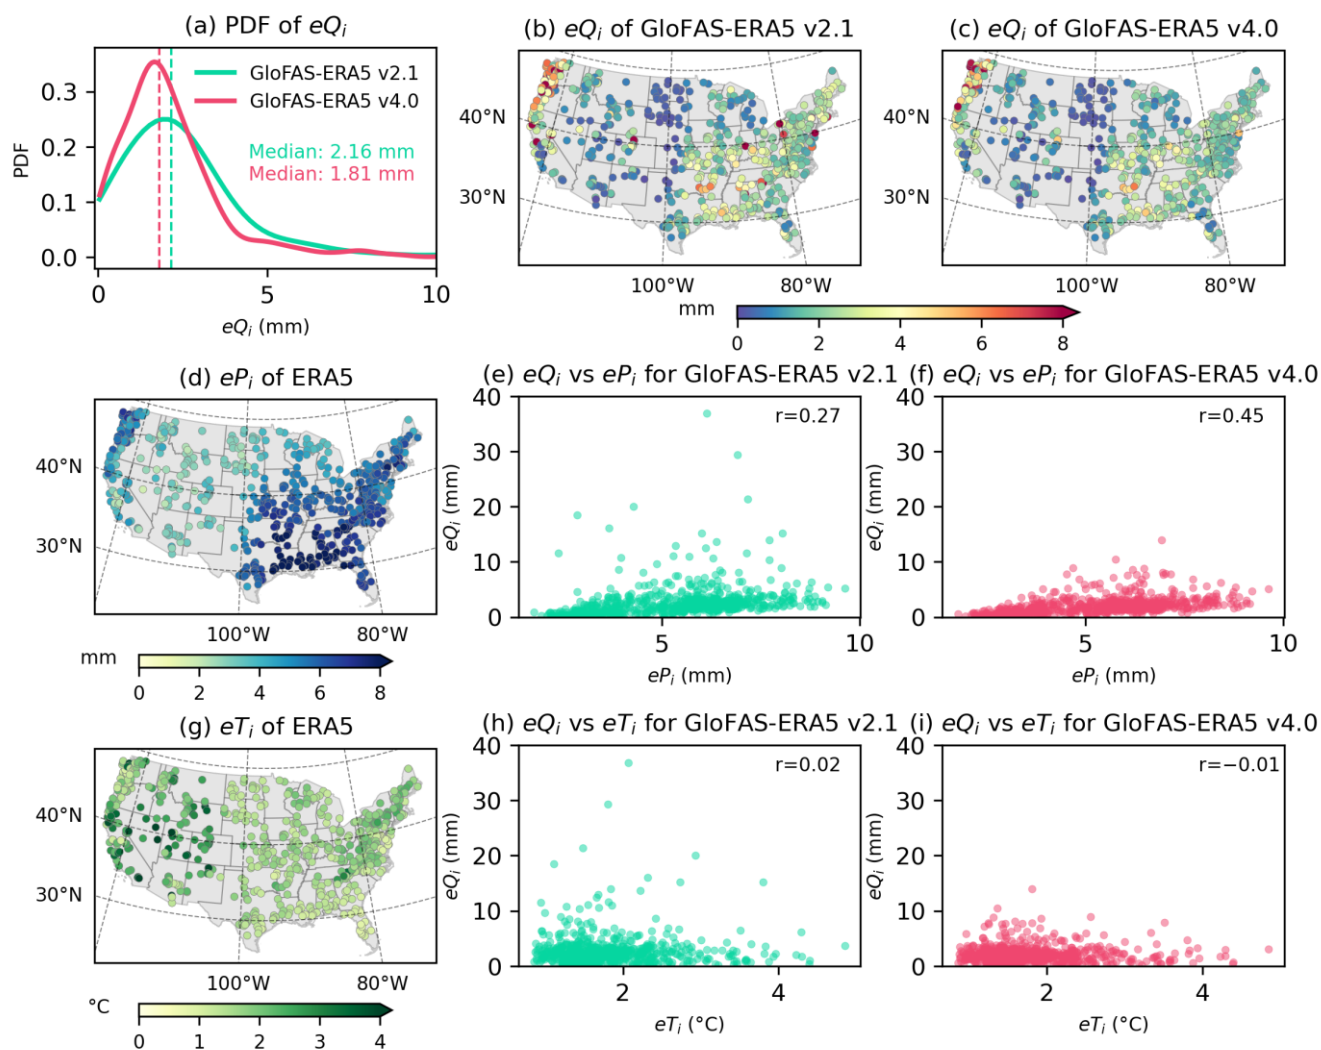 (a) PDF of eQi
PDF
0.3
0.2
0.1
0.0
GloFAS-ERA5 v2.1
GloFAS-ERA5 v4.0
Median: 2.16 mm
Median: 1.81 mm
0 5 10
eQi (mm)
(b) eQi of GloFAS-ERA5 v2.1
40°N
30°N
100°W 80°W
(c) eQi of GloFAS-ERA5 v4.0
40°N
30°N
100°W 80°W
mm
0 2 4 6 8
(d) ePi of ERA5
40°N
30°N
100°W 80°W
mm
0 2 4 6 8
(e) eQi vs ePi for GloFAS-ERA5 v2.1
r=0.27
eQi (mm)
40
30
20
10
0
5 10
ePi (mm)
(f) eQi vs ePi for GloFAS-ERA5 v4.0
r=0.45
eQi (mm)
40
30
20
10
0
5 10
ePi (mm)
(g) eTi of ERA5
40°N
30°N
100°W 80°W
°C
0 1 2 3 4
(h) eQi vs eTi for GloFAS-ERA5 v2.1
r=0.02
eQi (mm)
40
30
20
10
0
2 4
eTi (°C)
(i) eQi vs eTi for GloFAS-ERA5 v4.0
r=−0.01
eQi (mm)
40
30
20
10
0
2 4
eTi (°C)